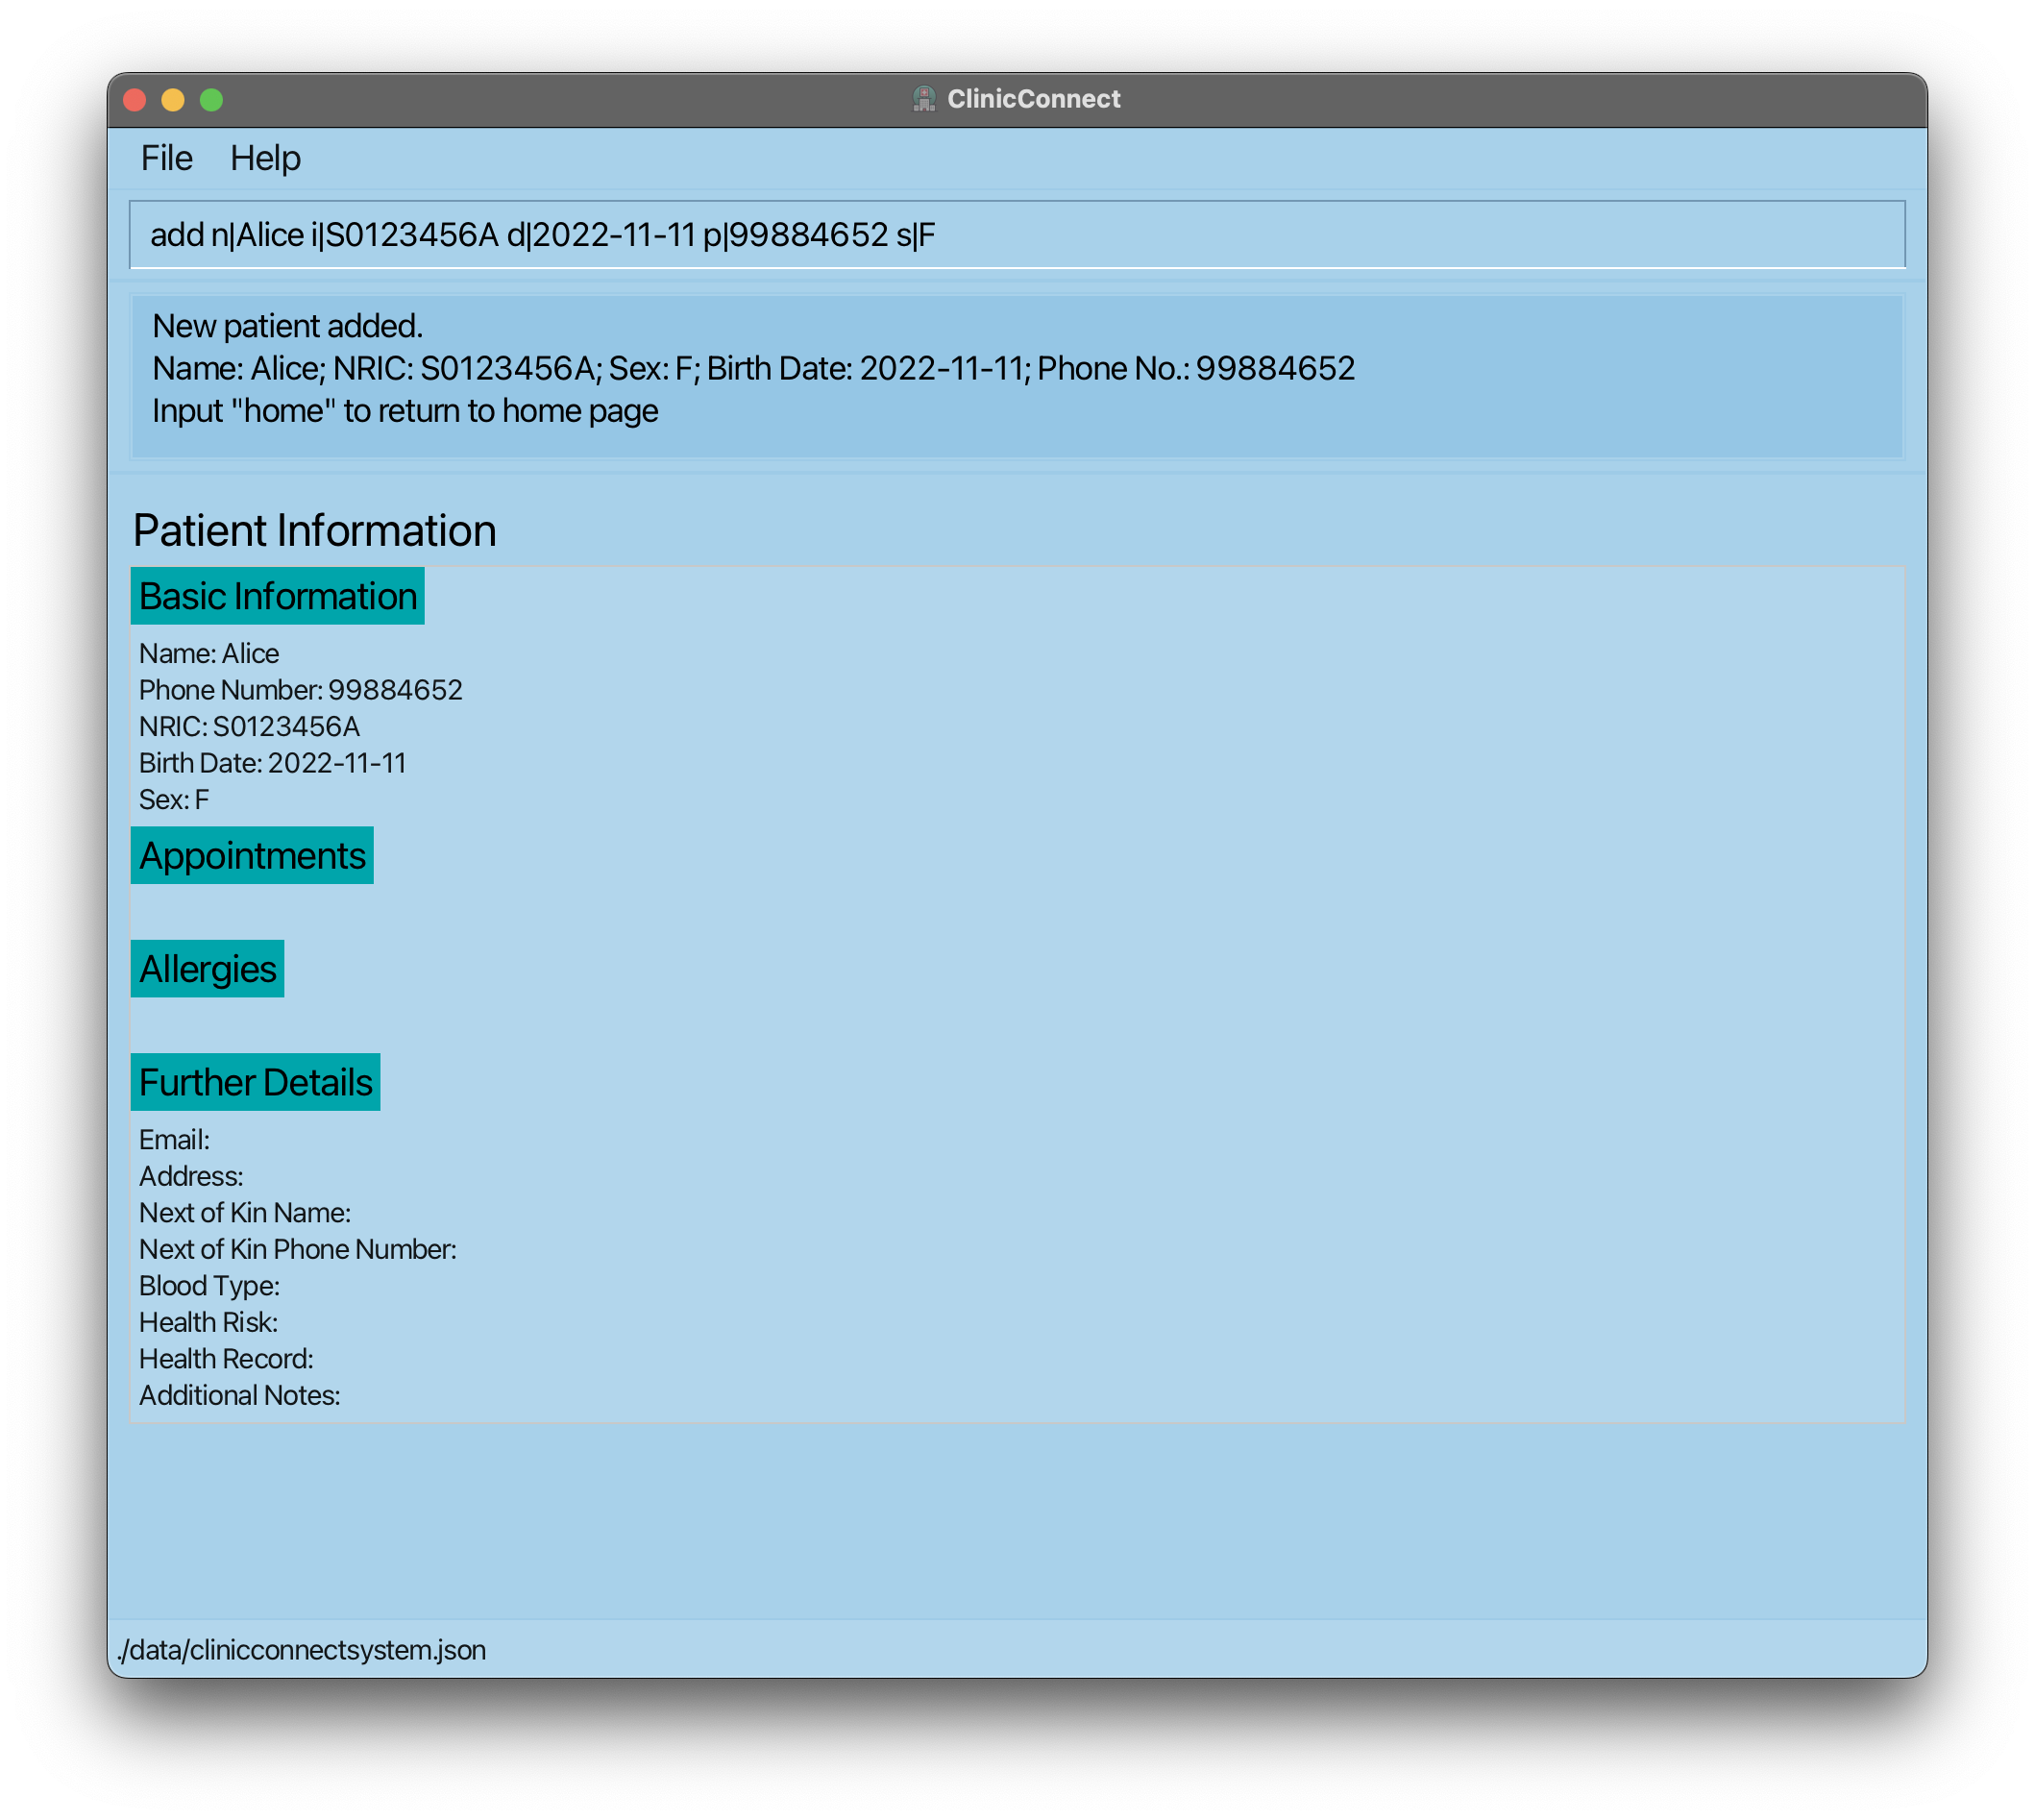 ClinicConnect
File Help
add n|Alice i|S0123456A d|2022-11-11 p|99884652 s|F
New patient added.
Name: Alice; NRIC: S0123456A; Sex: F; Birth Date: 2022-11-11; Phone No.: 99884652
Input "home" to return to home page
Patient Information
Basic Information
Name: Alice
Phone Number: 99884652
NRIC: S0123456A
Birth Date: 2022-11-11
Sex: F
Appointments
Allergies
Further Details
Email:
Address:
Next of Kin Name:
Next of Kin Phone Number:
Blood Type:
Health Risk:
Health Record:
Additional Notes:
./data/clinicconnectsystem.json